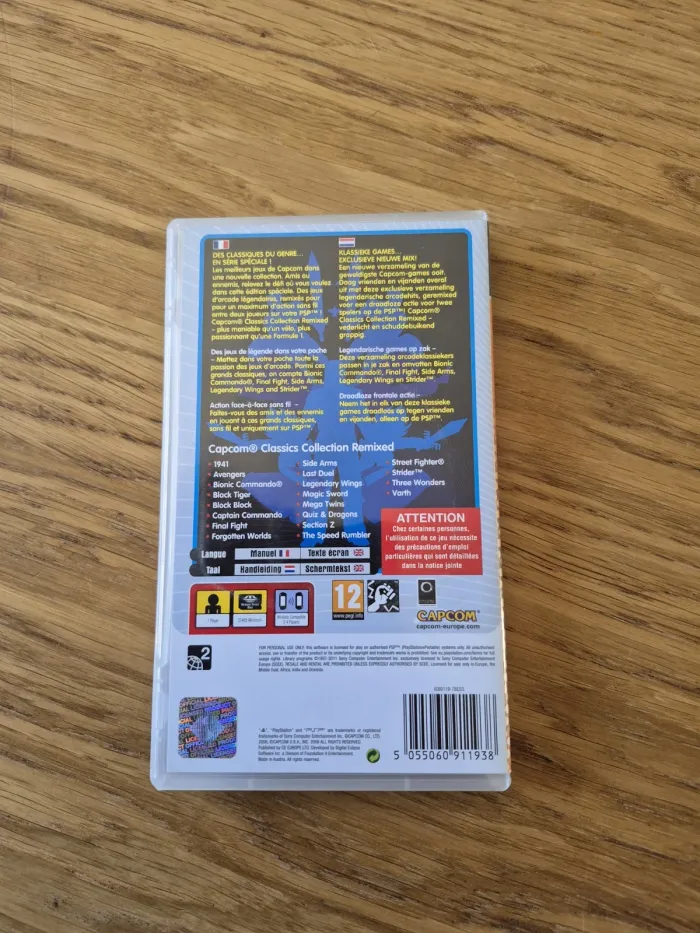 DES CLASSIQUES DU GENRE...
EN SÉRIE SPÉCIALE !
Les meilleurs jeux de Capcom dans
une nouvelle collection. Amis ou
ennemis, relevez le défi où vous voulez
dans cette édition spéciale. Des jeux
d'arcade légendaires, remixés pour
pour un maximum d'action sans fil
entre deux joueurs sur votre PSP™ !
Capcom® Classics Collection Remixed
– plus maniable qu'un vélo, plus
passionnant qu'une Formule 1.
Des jeux de légende dans votre poche
– Mettez dans votre poche toute la
passion des jeux d'arcade. Parmi ces
grands classiques, on compte Bionic
Commando®, Final Fight, Side Arms,
Legendary Wings and Strider™.
Action face-à-face sans fil –
Faites-vous des amis et des ennemis
en jouant à ces grands classiques,
sans fil et uniquement sur PSP™.
KLASSIEKE GAMES...
EXCLUSIEVE NIEUWE MIX!
Een nieuwe verzameling van de
geweldigste Capcom-games ooit.
Daag vrienden en vijanden overal
uit met deze exclusieve verzameling
legendarische arcadehits, geremixed
voor een draadloze actie voor twee
spelers op de PSP™! Capcom®
Classics Collection Remixed –
vederlicht en schuddebuikend
grappig.
Legendarische games op zak –
Deze verzameling arcadeklassiekers
passen in je zak en omvatten Bionic
Commando®, Final Fight, Side Arms,
Legendary Wings en Strider™.
Draadloze frontale actie –
Neem het in elk van deze klassieke
games draadloos op tegen vrienden
en vijanden, alleen op de PSP™.
Capcom® Classics Collection Remixed
• 1941
• Avengers
• Bionic Commando®
• Black Tiger
• Block Block
• Captain Commando
• Final Fight
• Forgotten Worlds
• Side Arms
• Last Duel
• Legendary Wings
• Magic Sword
• Mega Twins
• Quiz & Dragons
• Section Z
• The Speed Rumbler
• Street Fighter®
Strider™
• Three Wonders
• Varth
ATTENTION
Chez certaines personnes,
l'utilisation de ce jeu nécessite
des précautions d'emploi
particulières qui sont détaillées
dans la notice jointe
Langue Manuel Texte écran
Taal Handleiding Schermtekst
1 Player
12
www.pegi.info
CAPCOM®
capcom-europe.com
2
5 055060 911938